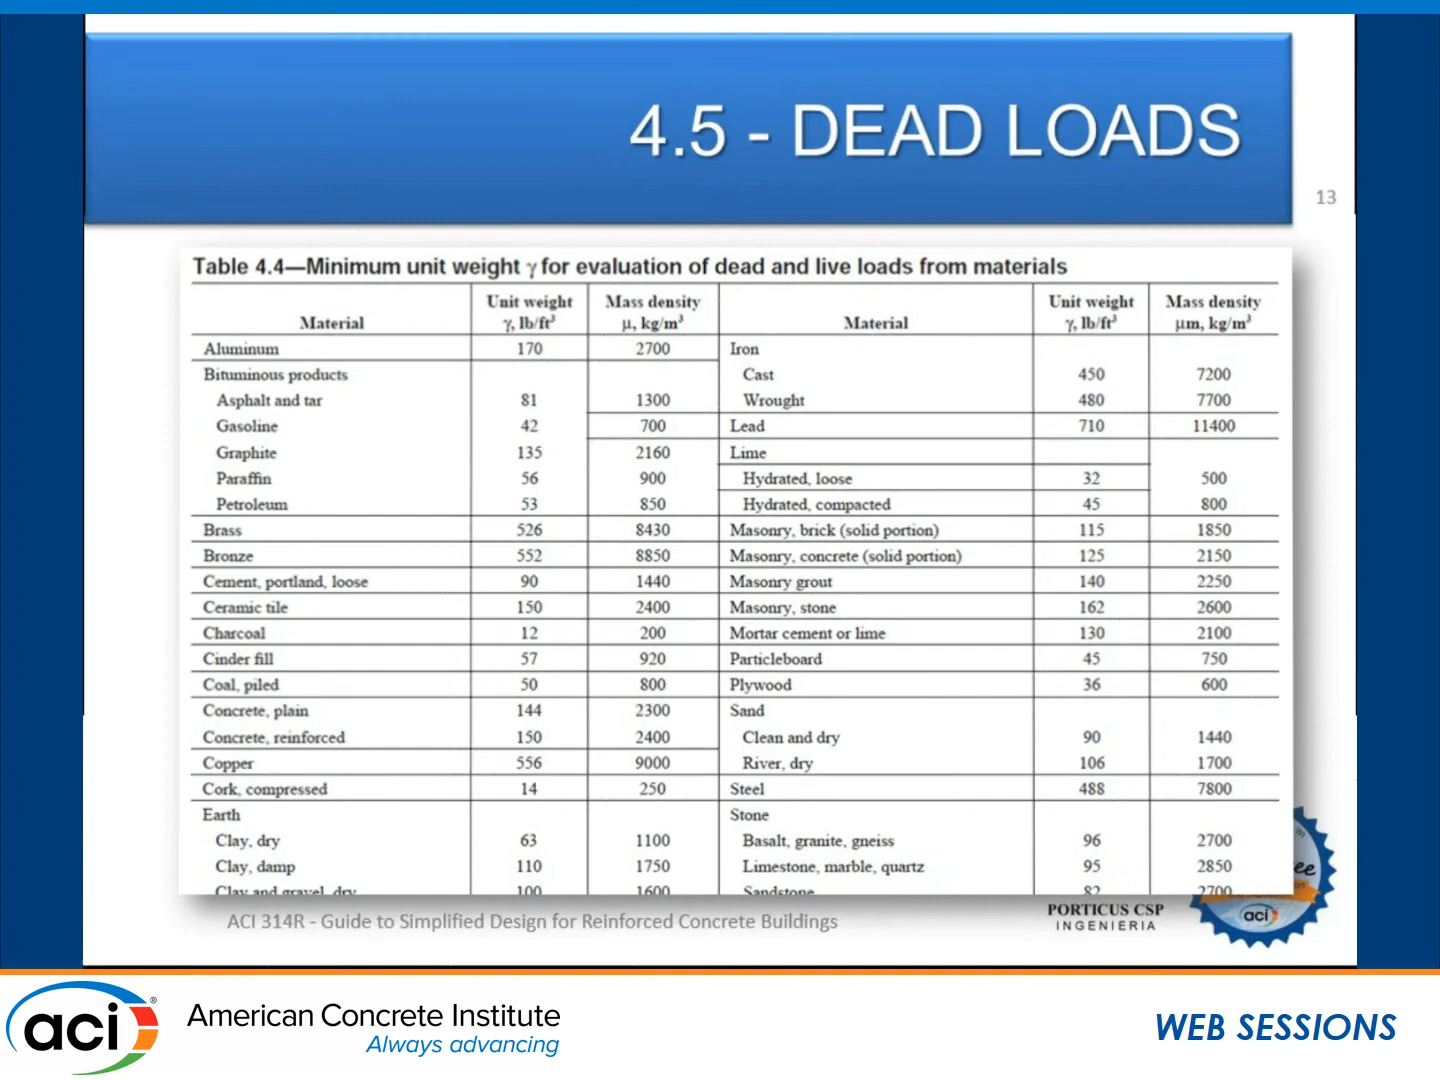 4.5 - DEAD LOADS
13
Table 4.4—Minimum unit weight γ for evaluation of dead and live loads from materials
Material Unit weight γ, lb/ft³ Mass density μ, kg/m³ Material Unit weight γ, lb/ft³ Mass density μm, kg/m³
Aluminum 170 2700 Iron
Bituminous products Cast 450 7200
Asphalt and tar 81 1300 Wrought 480 7700
Gasoline 42 700 Lead 710 11400
Graphite 135 2160 Lime
Paraffin 56 900 Hydrated, loose 32 500
Petroleum 53 850 Hydrated, compacted 45 800
Brass 526 8430 Masonry, brick (solid portion) 115 1850
Bronze 552 8850 Masonry, concrete (solid portion) 125 2150
Cement, portland, loose 90 1440 Masonry grout 140 2250
Ceramic tile 150 2400 Masonry, stone 162 2600
Charcoal 12 200 Mortar cement or lime 130 2100
Cinder fill 57 920 Particleboard 45 750
Coal, piled 50 800 Plywood 36 600
Concrete, plain 144 2300 Sand
Concrete, reinforced 150 2400 Clean and dry 90 1440
Copper 556 9000 River, dry 106 1700
Cork, compressed 14 250 Steel 488 7800
Earth Stone
Clay, dry 63 1100 Basalt, granite, gneiss 96 2700
Clay, damp 110 1750 Limestone, marble, quartz 95 2850
Clay and gravel, dry 100 1600 Sandstone 82 2700
ACI 314R - Guide to Simplified Design for Reinforced Concrete Buildings
PORTICUS CSP
INGENIERIA
aci
aci®
American Concrete Institute
Always advancing
WEB SESSIONS